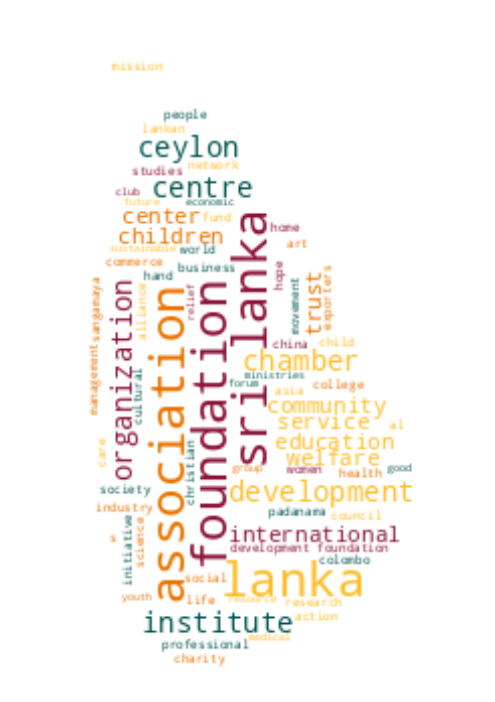 mission
people
lankan
ceylon
studies
network
club
centre
future
economic
center
fund
children
home
art
sustainable
world
commerce
business
hand
hope
sri lanka
relief
movement
trust
exporters
alliance
organization
sangamaya
management
association
foundation
cultural
china
child
chamber
ministries
forum
asia
college
community
service
al
education
welfare
care
christian
group
women
health
good
society
development
industry
padanama
council
initiative
science
s
international
development foundation
colombo
social
lanka
youth
life
resource
research
institute
action
medical
professional
charity